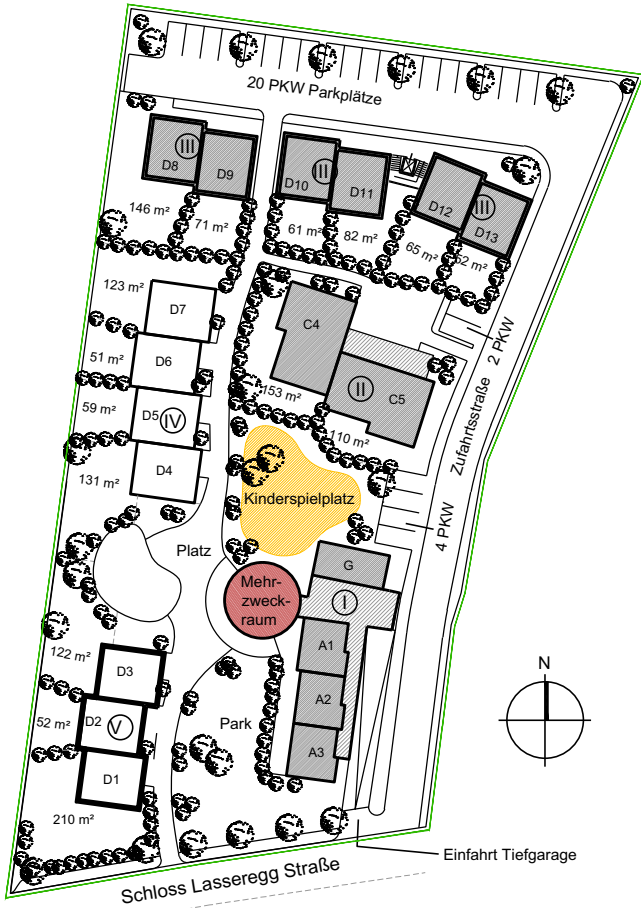 20 PKW Parkplätze
III
D8
D9
III
D10
D11
D12
III
D13
146 m²
71 m²
61 m²
82 m²
65 m²
52 m²
123 m²
D7
C4
2 PKW
51 m²
D6
153 m²
II
C5
59 m²
D5
IV
110 m²
Zufahrtsstraße
131 m²
D4
Kinderspielplatz
4 PKW
Platz
G
Mehr-
zweck-
raum
I
A1
122 m²
D3
N
A2
52 m²
D2
V
Park
A3
D1
210 m²
Einfahrt Tiefgarage
Schloss Lasseregg Straße